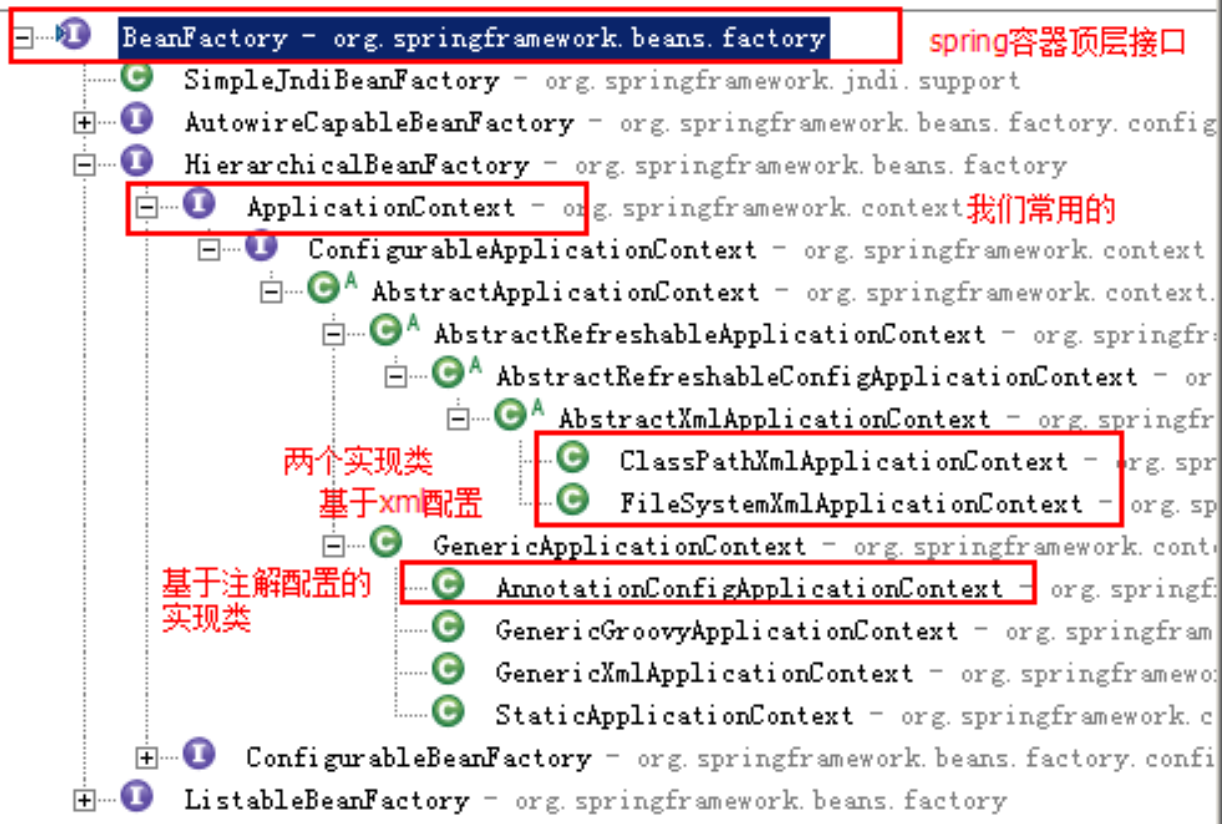 BeanFactory - org.springframework.beans.factory spring容器顶层接口
SimpleJndiBeanFactory - org.springframework.jndi.support
AutowireCapableBeanFactory - org.springframework.beans.factory.config
HierarchicalBeanFactory - org.springframework.beans.factory
ApplicationContext - org.springframework.context 我们常用的
ConfigurableApplicationContext - org.springframework.context
A AbstractApplicationContext - org.springframework.context.
A AbstractRefreshableApplicationContext - org.springfr
A AbstractRefreshableConfigApplicationContext - or
A AbstractXmlApplicationContext - org.springfr
两个实现类 ClassPathXmlApplicationContext - org.spr
基于xml配置 FileSystemXmlApplicationContext - org.sp
GenericApplicationContext - org.springframework.cont
基于注解配置的 AnnotationConfigApplicationContext - org.springf
实现类 GenericGroovyApplicationContext - org.springfram
GenericXmlApplicationContext - org.springframewo
StaticApplicationContext - org.springframework.c
ConfigurableBeanFactory - org.springframework.beans.factory.confi
ListableBeanFactory - org.springframework.beans.factory